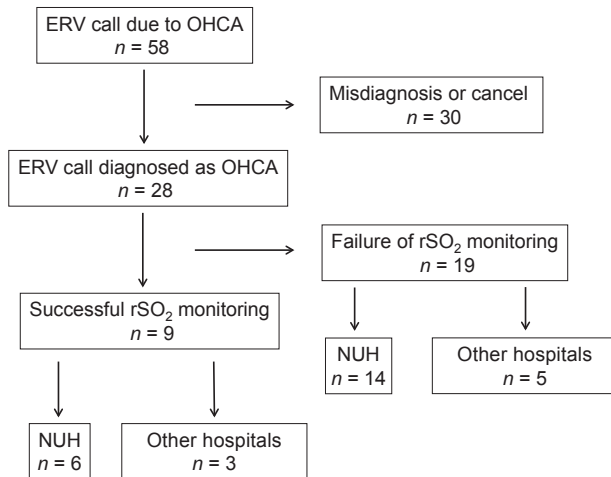 ERV call due to OHCA
n = 58
Misdiagnosis or cancel
n = 30
ERV call diagnosed as OHCA
n = 28
Failure of rSO₂ monitoring
n = 19
Successful rSO₂ monitoring
n = 9
NUH
n = 14
Other hospitals
n = 5
NUH
n = 6
Other hospitals
n = 3